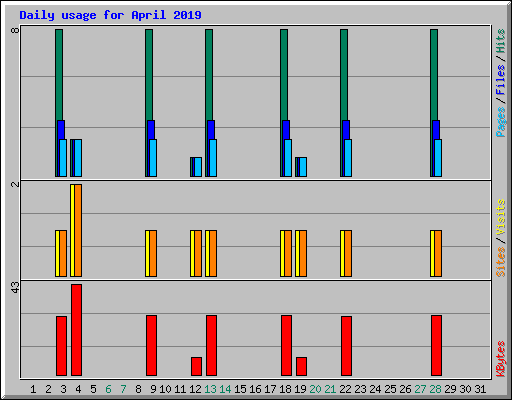 Daily usage for April 2019
8
Pages / Files / Hits
2
Sites / Visits
43
KBytes
1 2 3 4 5 6 7 8 9 10 11 12 13 14 15 16 17 18 19 20 21 22 23 24 25 26 27 28 29 30 31